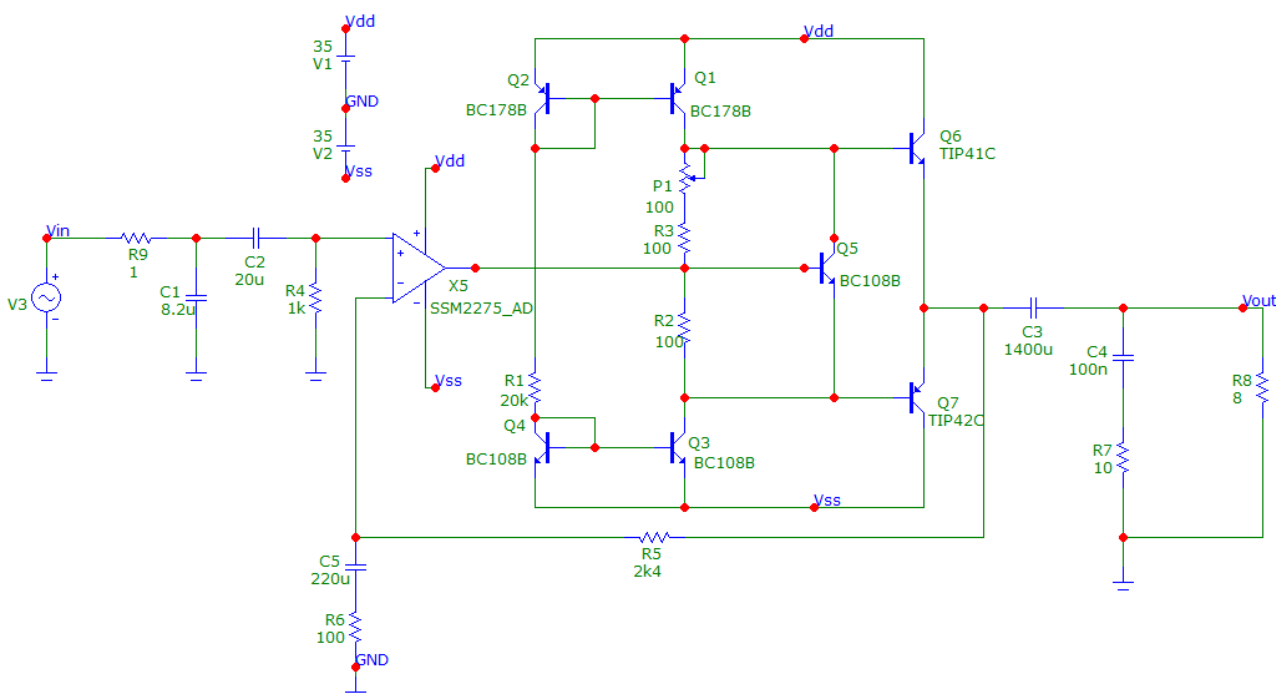 Vdd
35
V1
GND
35
V2
Vss
Vdd
Q2
BC178B
Q1
BC178B
Vdd
Q6
TIP41C
P1
100
R3
100
Vin
R9
1
C1
8.2u
C2
20u
R4
1k
V3
+
−
+
+
−
−
X5
SSM2275_AD
Vss
Q5
BC108B
R2
100
R1
20k
Q4
BC108B
Q3
BC108B
Q7
TIP42C
Vss
C3
1400u
Vout
C4
100n
R8
8
R7
10
R5
2k4
C5
220u
R6
100
GND